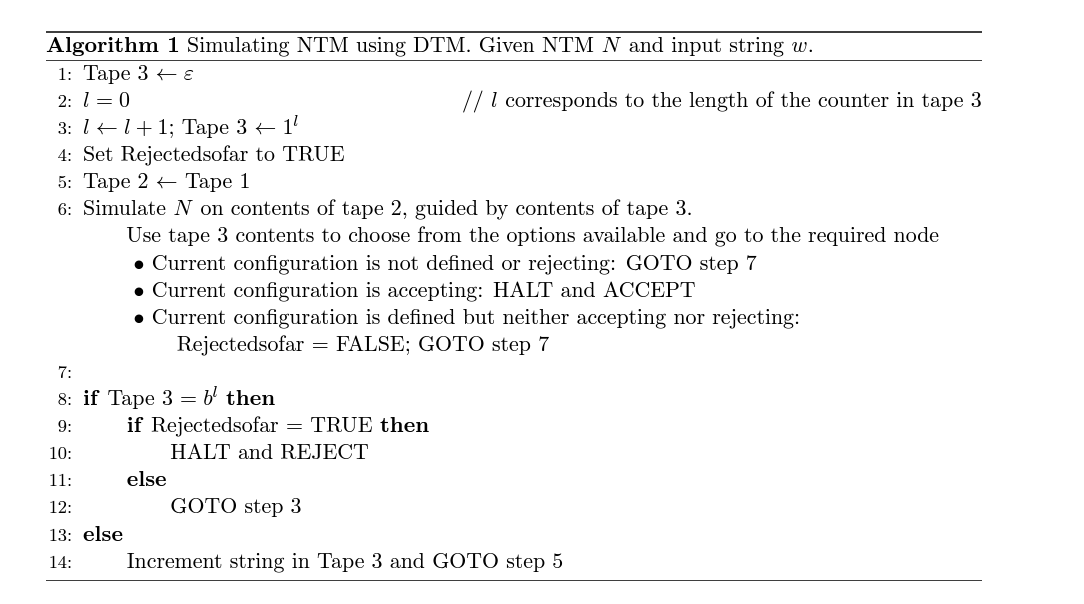 Algorithm 1 Simulating NTM using DTM. Given NTM N and input string w.
1: Tape 3 ← ε
2: l = 0 // l corresponds to the length of the counter in tape 3
3: l ← l + 1; Tape 3 ← 1^l
4: Set Rejectedsofar to TRUE
5: Tape 2 ← Tape 1
6: Simulate N on contents of tape 2, guided by contents of tape 3.
Use tape 3 contents to choose from the options available and go to the required node
• Current configuration is not defined or rejecting: GOTO step 7
• Current configuration is accepting: HALT and ACCEPT
• Current configuration is defined but neither accepting nor rejecting:
Rejectedsofar = FALSE; GOTO step 7
7:
8: if Tape 3 = b^l then
9: if Rejectedsofar = TRUE then
10: HALT and REJECT
11: else
12: GOTO step 3
13: else
14: Increment string in Tape 3 and GOTO step 5